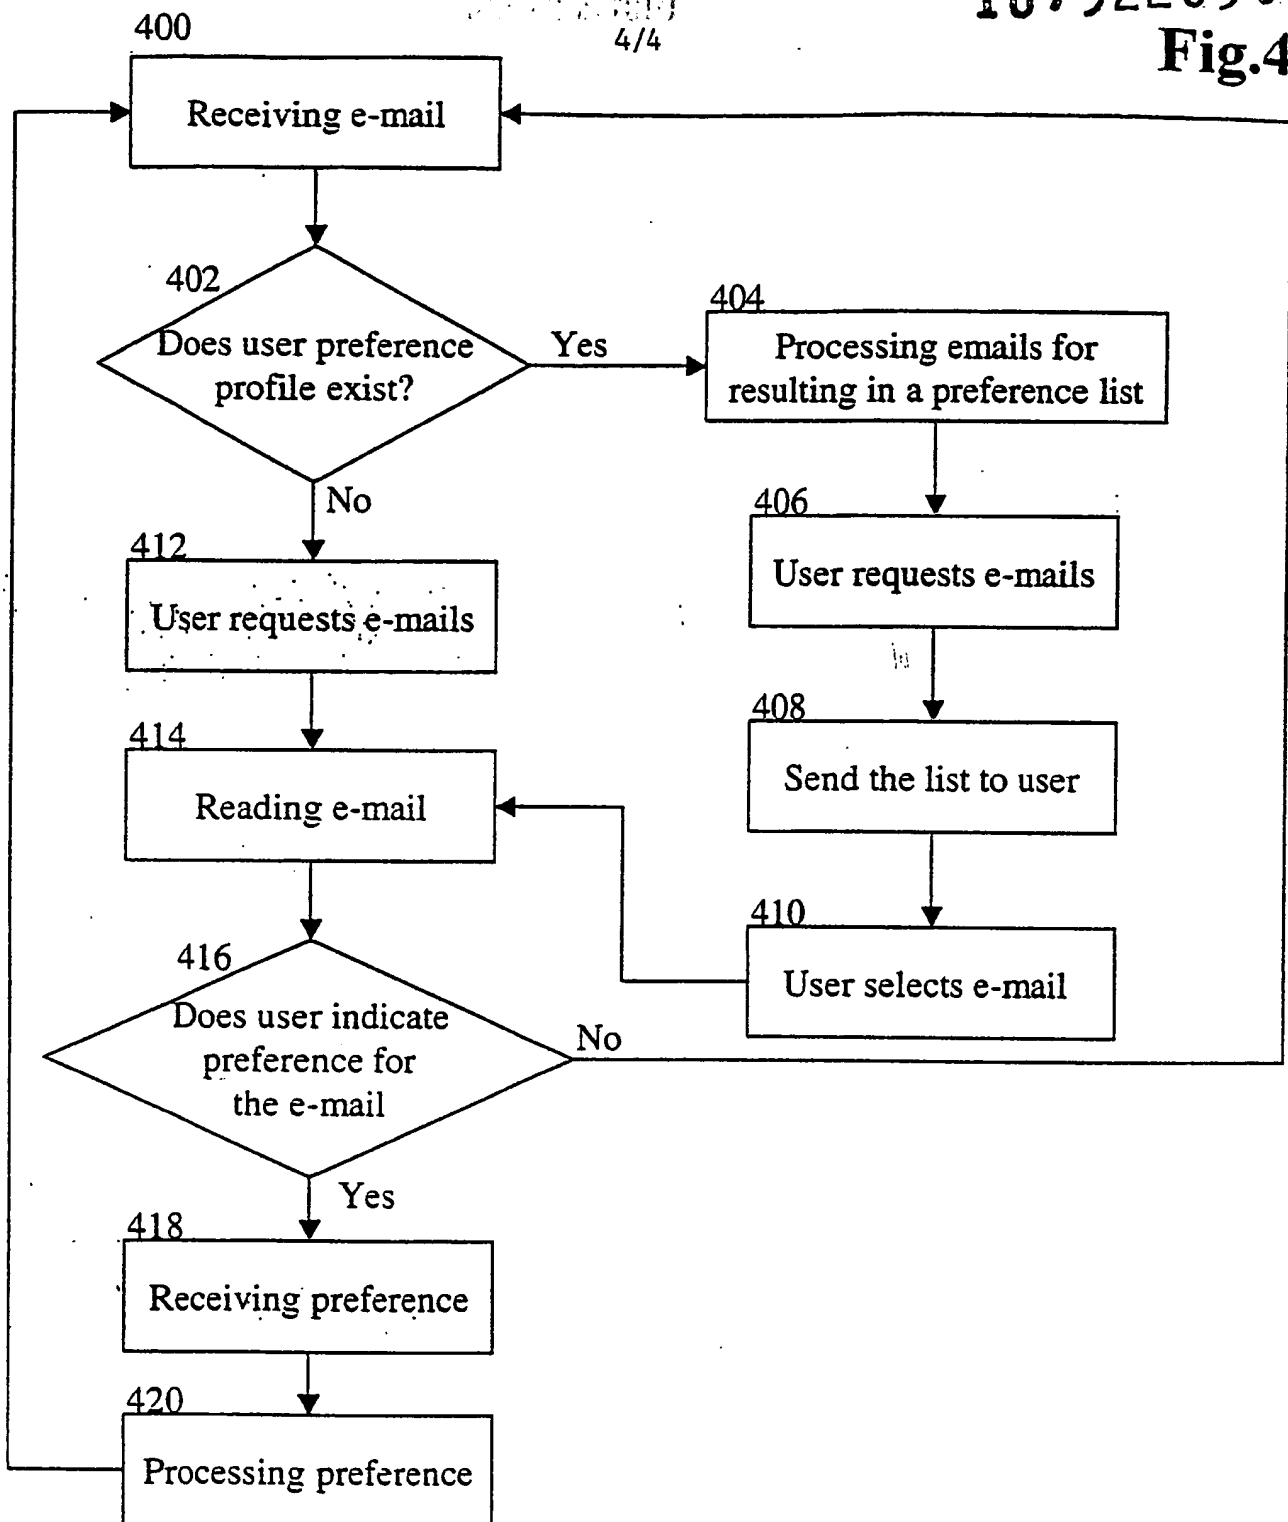 400
4/4
Fig.4
Receiving e-mail
402
Does user preference
profile exist?
Yes
No
404
Processing emails for
resulting in a preference list
406
User requests e-mails
408
Send the list to user
410
User selects e-mail
412
User requests e-mails
414
Reading e-mail
416
Does user indicate
preference for
the e-mail
No
Yes
418
Receiving preference
420
Processing preference